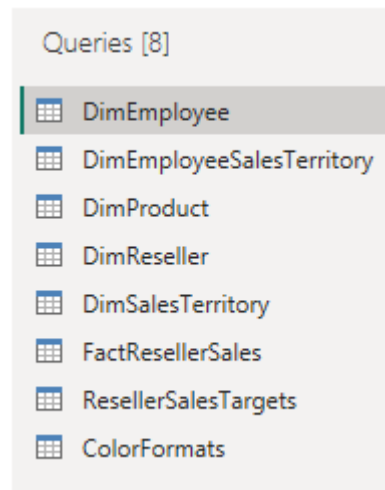 Queries [8]
DimEmployee
DimEmployeeSalesTerritory
DimProduct
DimReseller
DimSalesTerritory
FactResellerSales
ResellerSalesTargets
ColorFormats